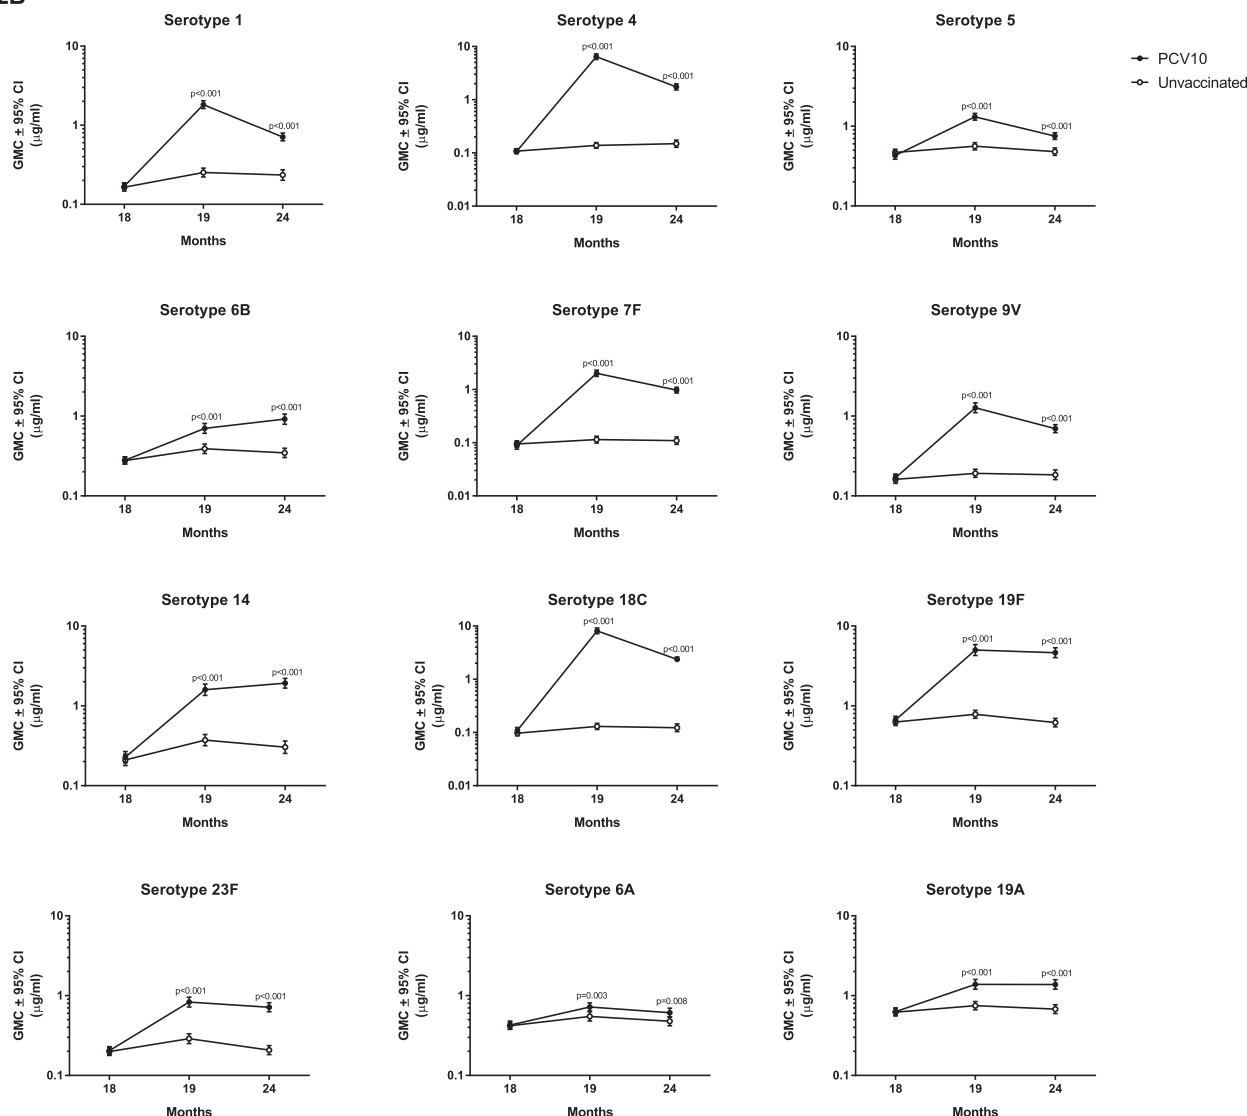 Serotype 1
10
1
0.1
GMC ± 95% CI
(μg/ml)
p<0.001
p<0.001
18 19 24
Months
Serotype 4
10
1
0.1
0.01
GMC ± 95% CI
(μg/ml)
p<0.001
p<0.001
18 19 24
Months
Serotype 5
10
1
0.1
GMC ± 95% CI
(μg/ml)
p<0.001
p<0.001
18 19 24
Months
PCV10
Unvaccinated
Serotype 6B
10
1
0.1
GMC ± 95% CI
(μg/ml)
p<0.001
p<0.001
18 19 24
Months
Serotype 7F
10
1
0.1
0.01
GMC ± 95% CI
(μg/ml)
p<0.001
p<0.001
18 19 24
Months
Serotype 9V
10
1
0.1
GMC ± 95% CI
(μg/ml)
p<0.001
p<0.001
18 19 24
Months
Serotype 14
10
1
0.1
GMC ± 95% CI
(μg/ml)
p<0.001
p<0.001
18 19 24
Months
Serotype 18C
10
1
0.1
0.01
GMC ± 95% CI
(μg/ml)
p<0.001
p<0.001
18 19 24
Months
Serotype 19F
10
1
0.1
GMC ± 95% CI
(μg/ml)
p<0.001
p<0.001
18 19 24
Months
Serotype 23F
10
1
0.1
GMC ± 95% CI
(μg/ml)
p<0.001
p<0.001
18 19 24
Months
Serotype 6A
10
1
0.1
GMC ± 95% CI
(μg/ml)
p=0.003
p=0.008
18 19 24
Months
Serotype 19A
10
1
0.1
GMC ± 95% CI
(μg/ml)
p<0.001
p<0.001
18 19 24
Months